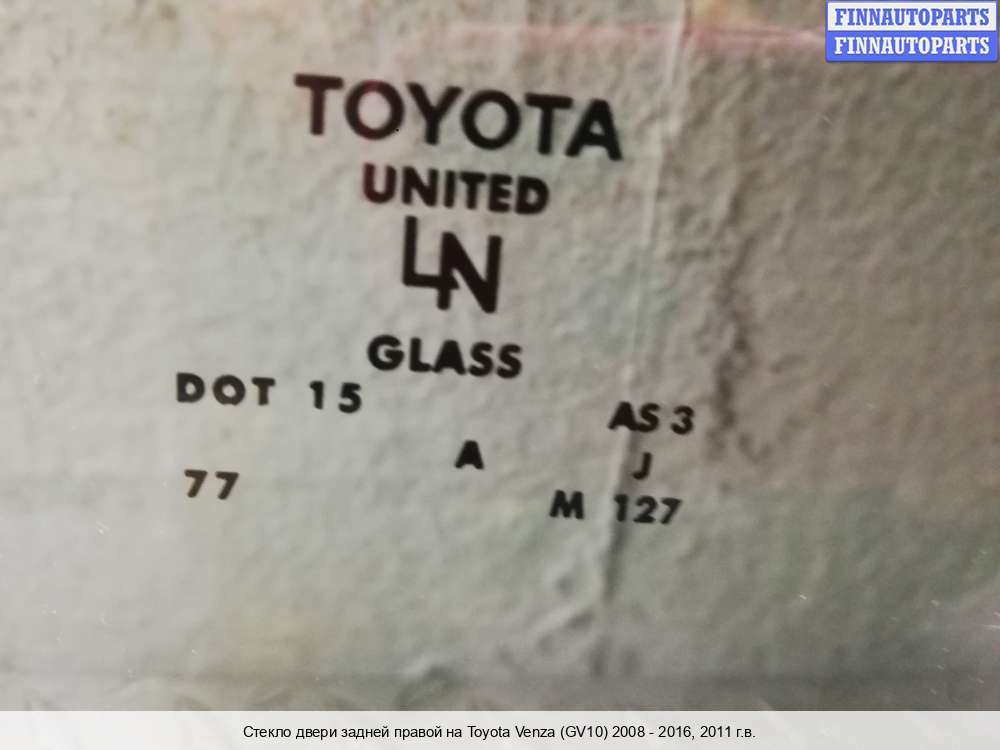 FINNAUTOPARTS
FINNAUTOPARTS
TOYOTA
UNITED
LN
GLASS
DOT 15
AS 3
A
J
77
M 127
Стекло двери задней правой на Toyota Venza (GV10) 2008 - 2016, 2011 г.в.